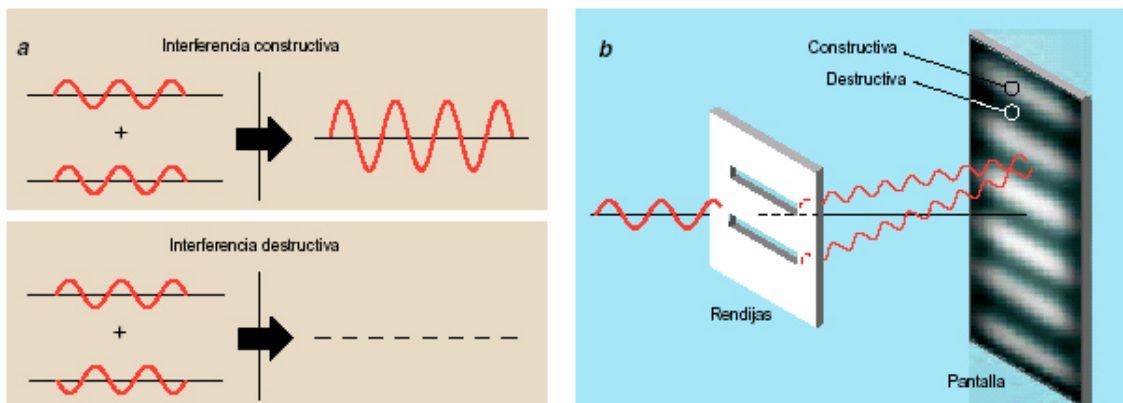 a
Interferencia constructiva
+
Interferencia destructiva
+
b
Constructiva
Destructiva
Rendijas
Pantalla